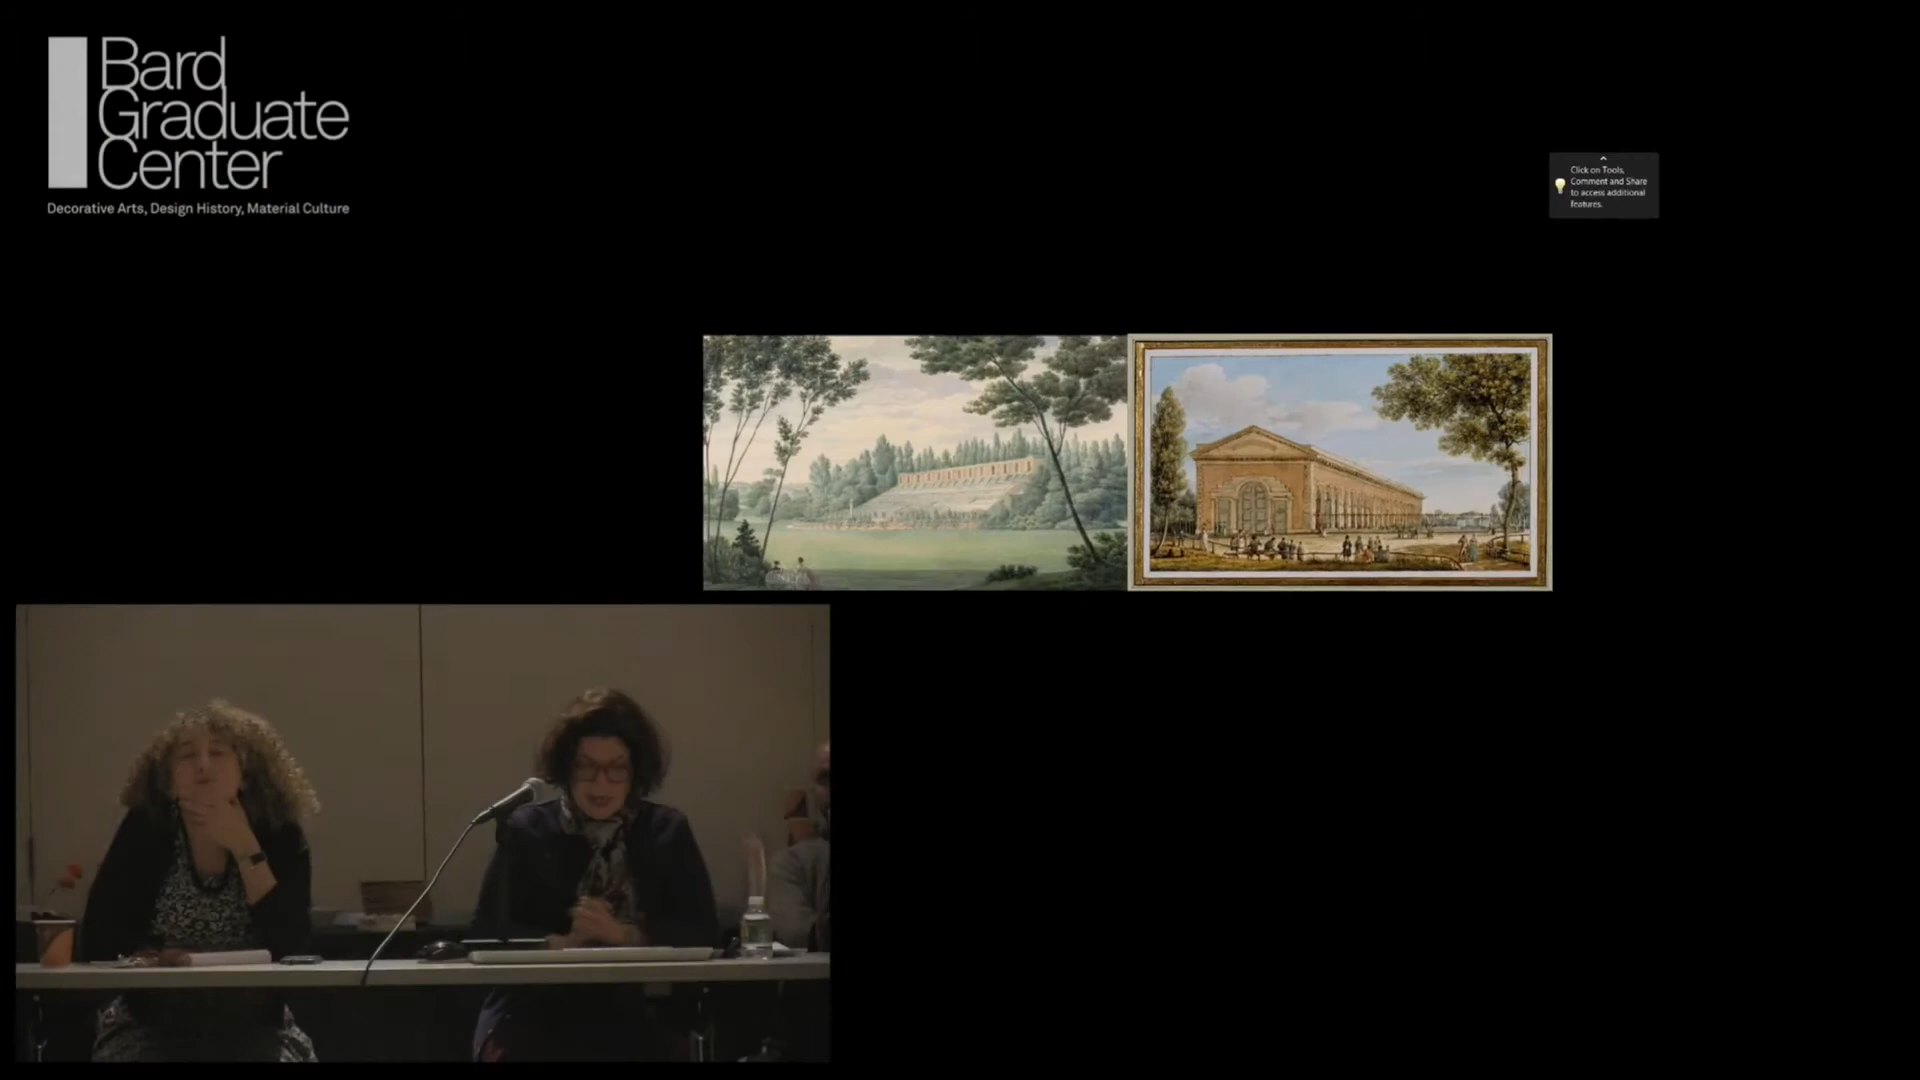 Bard
Graduate
Center
Decorative Arts, Design History, Material Culture
Click on Tools,
Comment and Share
to access additional
features.